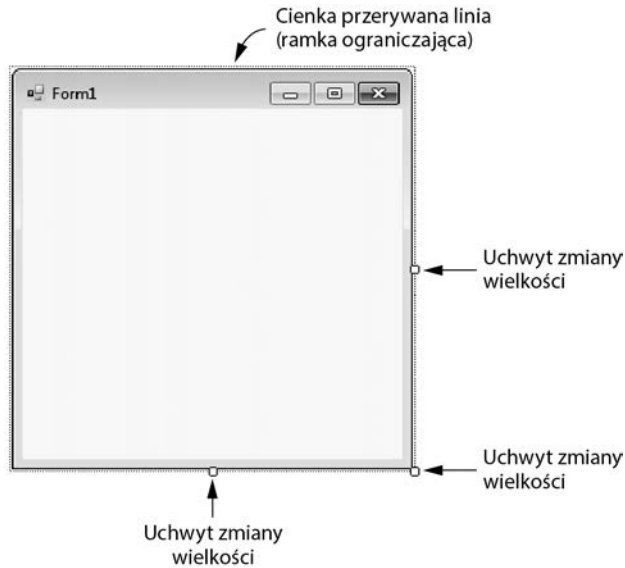 Cienka przerywana linia
(ramka ograniczająca)
Form1
Uchwyt zmiany
wielkości
Uchwyt zmiany
wielkości
Uchwyt zmiany
wielkości